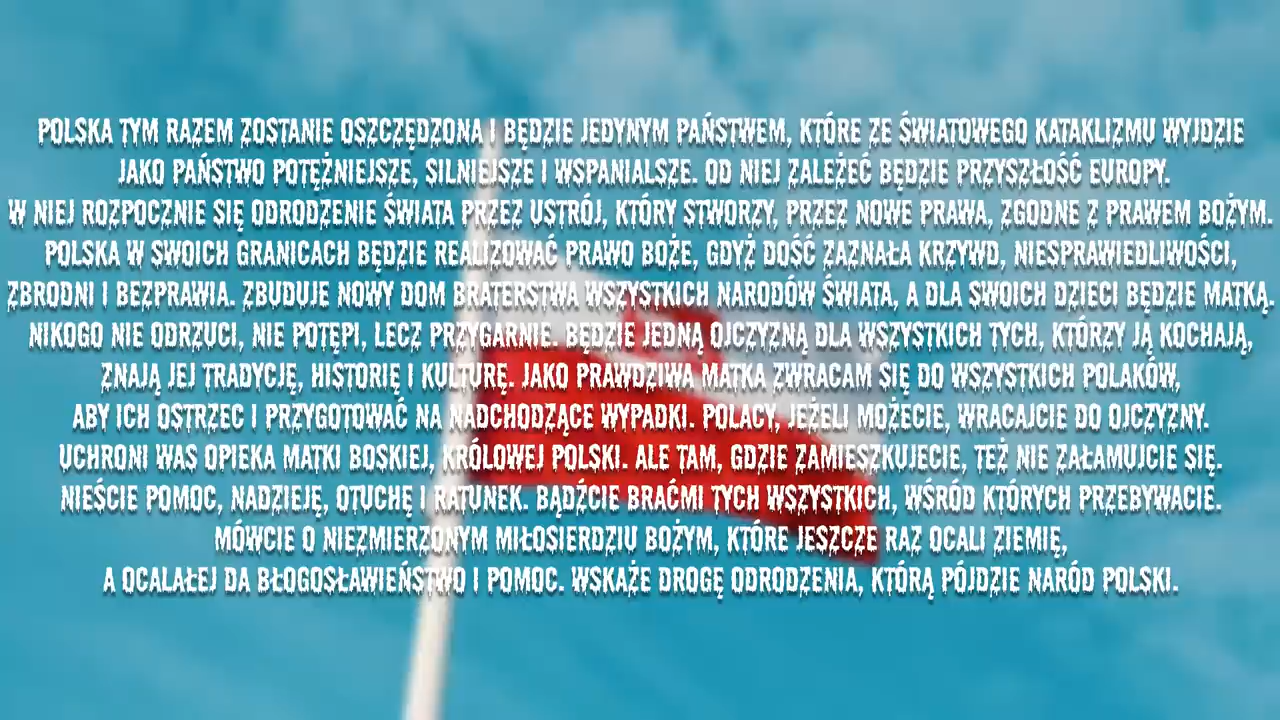 POLSKA TYM RAZEM ZOSTANIE OSZCZĘDZONA I BĘDZIE JEDYNYM PAŃSTWEM, KTÓRE ZE ŚWIATOWEGO KATAKLIZMU WYJDZIE
JAKO PAŃSTWO POTĘŻNIEJSZE, SILNIEJSZE I WSPANIALSZE. OD NIEJ ZALEŻEĆ BĘDZIE PRZYSZŁOŚĆ EUROPY.
W NIEJ ROZPOCZNIE SIĘ ODRODZENIE ŚWIATA PRZEZ USTRÓJ, KTÓRY STWORZY, PRZEZ NOWE PRAWA, ZGODNE Z PRAWEM BOŻYM.
POLSKA W SWOICH GRANICACH BĘDZIE REALIZOWAĆ PRAWO BOŻE, GDYŻ DOŚĆ ZAZNAŁA KRZYWD, NIESPRAWIEDLIWOŚCI,
ZBRODNI I BEZPRAWIA. ZBUDUJE NOWY DOM BRATERSTWA WSZYSTKICH NARODÓW ŚWIATA, A DLA SWOICH DZIECI BĘDZIE MATKĄ.
NIKOGO NIE ODRZUCI, NIE POTĘPI, LECZ PRZYGARNIE. BĘDZIE JEDNĄ OJCZYZNĄ DLA WSZYSTKICH TYCH, KTÓRZY JĄ KOCHAJĄ,
ZNAJĄ JEJ TRADYCJĘ, HISTORIĘ I KULTURĘ. JAKO PRAWDZIWA MATKA ZWRACAM SIĘ DO WSZYSTKICH POLAKÓW,
ABY ICH OSTRZEC I PRZYGOTOWAĆ NA NADCHODZĄCE WYPADKI. POLACY, JEŻELI MOŻECIE, WRACAJCIE DO OJCZYZNY.
UCHRONI WAS OPIEKA MATKI BOSKIEJ, KRÓLOWEJ POLSKI. ALE TAM, GDZIE ZAMIESZKUJECIE, TEŻ NIE ZAŁAMUJCIE SIĘ.
NIEŚCIE POMOC, NADZIEJĘ, OTUCHĘ I RATUNEK. BĄDŹCIE BRAĆMI TYCH WSZYSTKICH, WŚRÓD KTÓRYCH PRZEBYWACIE.
MÓWCIE O NIEZMIERZONYM MIŁOSIERDZIU BOŻYM, KTÓRE JESZCZE RAZ OCALI ZIEMIĘ,
A OCALAŁEJ DA BŁOGOSŁAWIEŃSTWO I POMOC. WSKAŻE DROGĘ ODRODZENIA, KTÓRĄ PÓJDZIE NARÓD POLSKI.